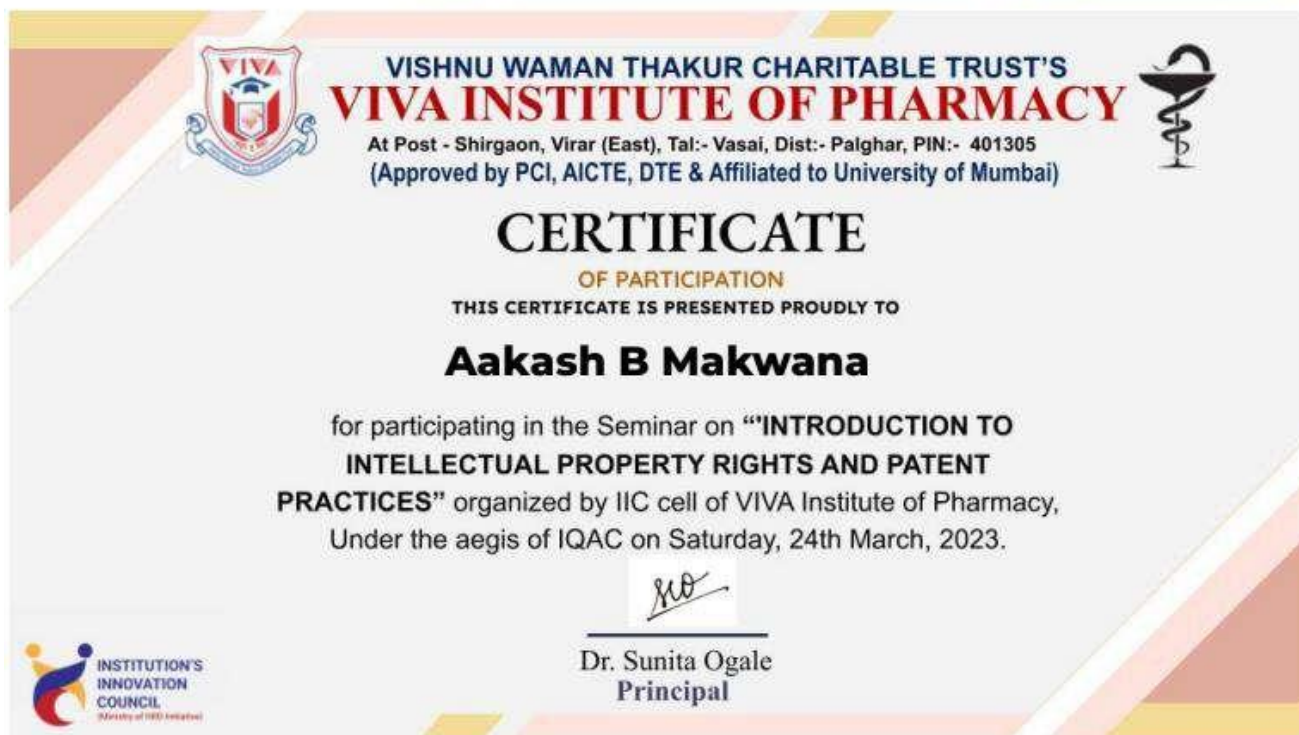 VIVA
VISHNU WAMAN THAKUR CHARITABLE TRUST'S
VIVA INSTITUTE OF PHARMACY
At Post - Shirgaon, Virar (East), Tal:- Vasai, Dist:- Palghar, PIN:- 401305
(Approved by PCI, AICTE, DTE & Affiliated to University of Mumbai)
CERTIFICATE
OF PARTICIPATION
THIS CERTIFICATE IS PRESENTED PROUDLY TO
Aakash B Makwana
for participating in the Seminar on “"INTRODUCTION TO
INTELLECTUAL PROPERTY RIGHTS AND PATENT
PRACTICES” organized by IIC cell of VIVA Institute of Pharmacy,
Under the aegis of IQAC on Saturday, 24th March, 2023.
Dr. Sunita Ogale
Principal
INSTITUTION'S
INNOVATION
COUNCIL
(Ministry of HRD Initiative)